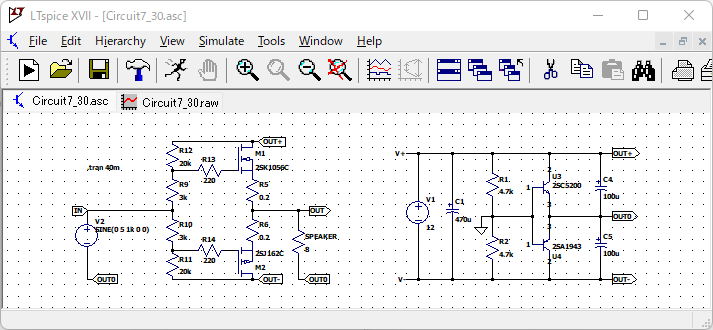 LTspice XVII - [Circuit7_30.asc]
File Edit Hierarchy View Simulate Tools Window Help
Circuit7_30.asc Circuit7_30.raw
.tran 40m
IN
V2
SINE(0 5 1k 0 0)
OUT0
R12
20k
R9
3k
R10
3k
R11
20k
R13
220
R14
220
OUT+
M1
2SK1056C
R5
0.2
R6
0.2
2SJ162C
M2
OUT-
OUT
SPEAKER
8
OUT0
V+
V1
12
V-
C1
470u
R1
4.7k
R2
4.7k
1
2
U3
2SC5200
3
3
1
2SA1943
2
U4
C4
100u
C5
100u
OUT+
OUT0
OUT-